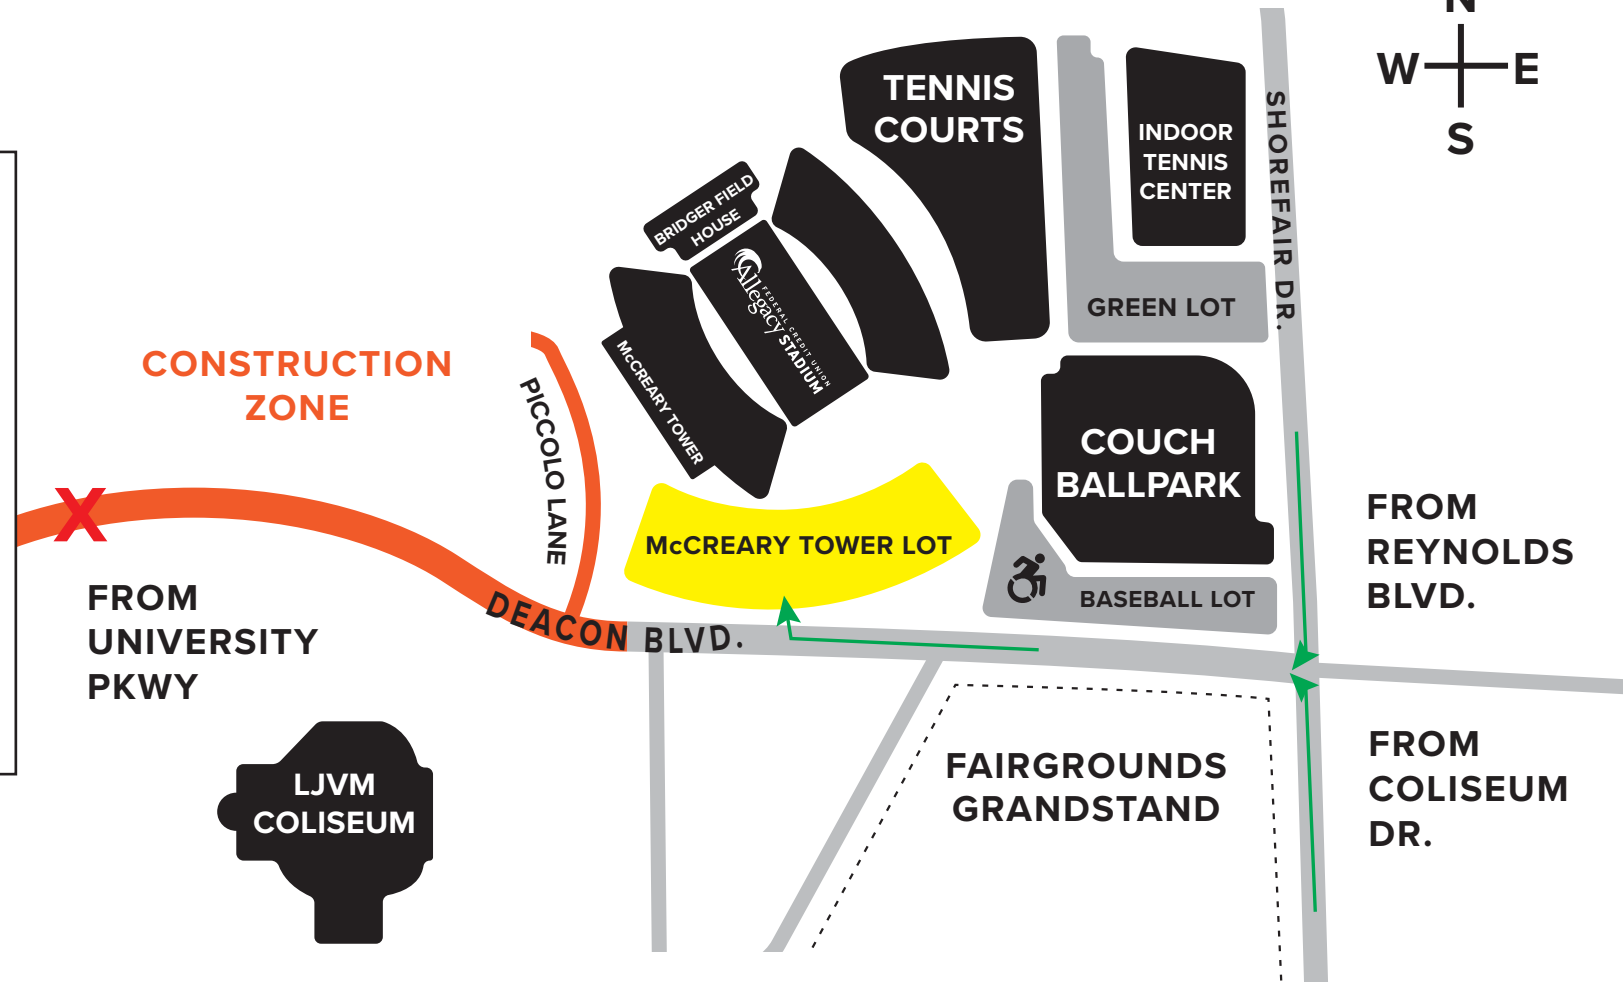 N
W E
S
TENNIS
COURTS
INDOOR
TENNIS
CENTER
SHOREFAIR DR.
BRIDGER FIELD
HOUSE
Allegacy
FEDERAL CREDIT UNION
STADIUM
McCREARY TOWER
GREEN LOT
CONSTRUCTION
ZONE
PICCOLO LANE
COUCH
BALLPARK
X
McCREARY TOWER LOT
FROM
REYNOLDS
BLVD.
BASEBALL LOT
FROM
UNIVERSITY
PKWY
DEACON BLVD.
FAIRGROUNDS
GRANDSTAND
FROM
COLISEUM
DR.
LJVM
COLISEUM